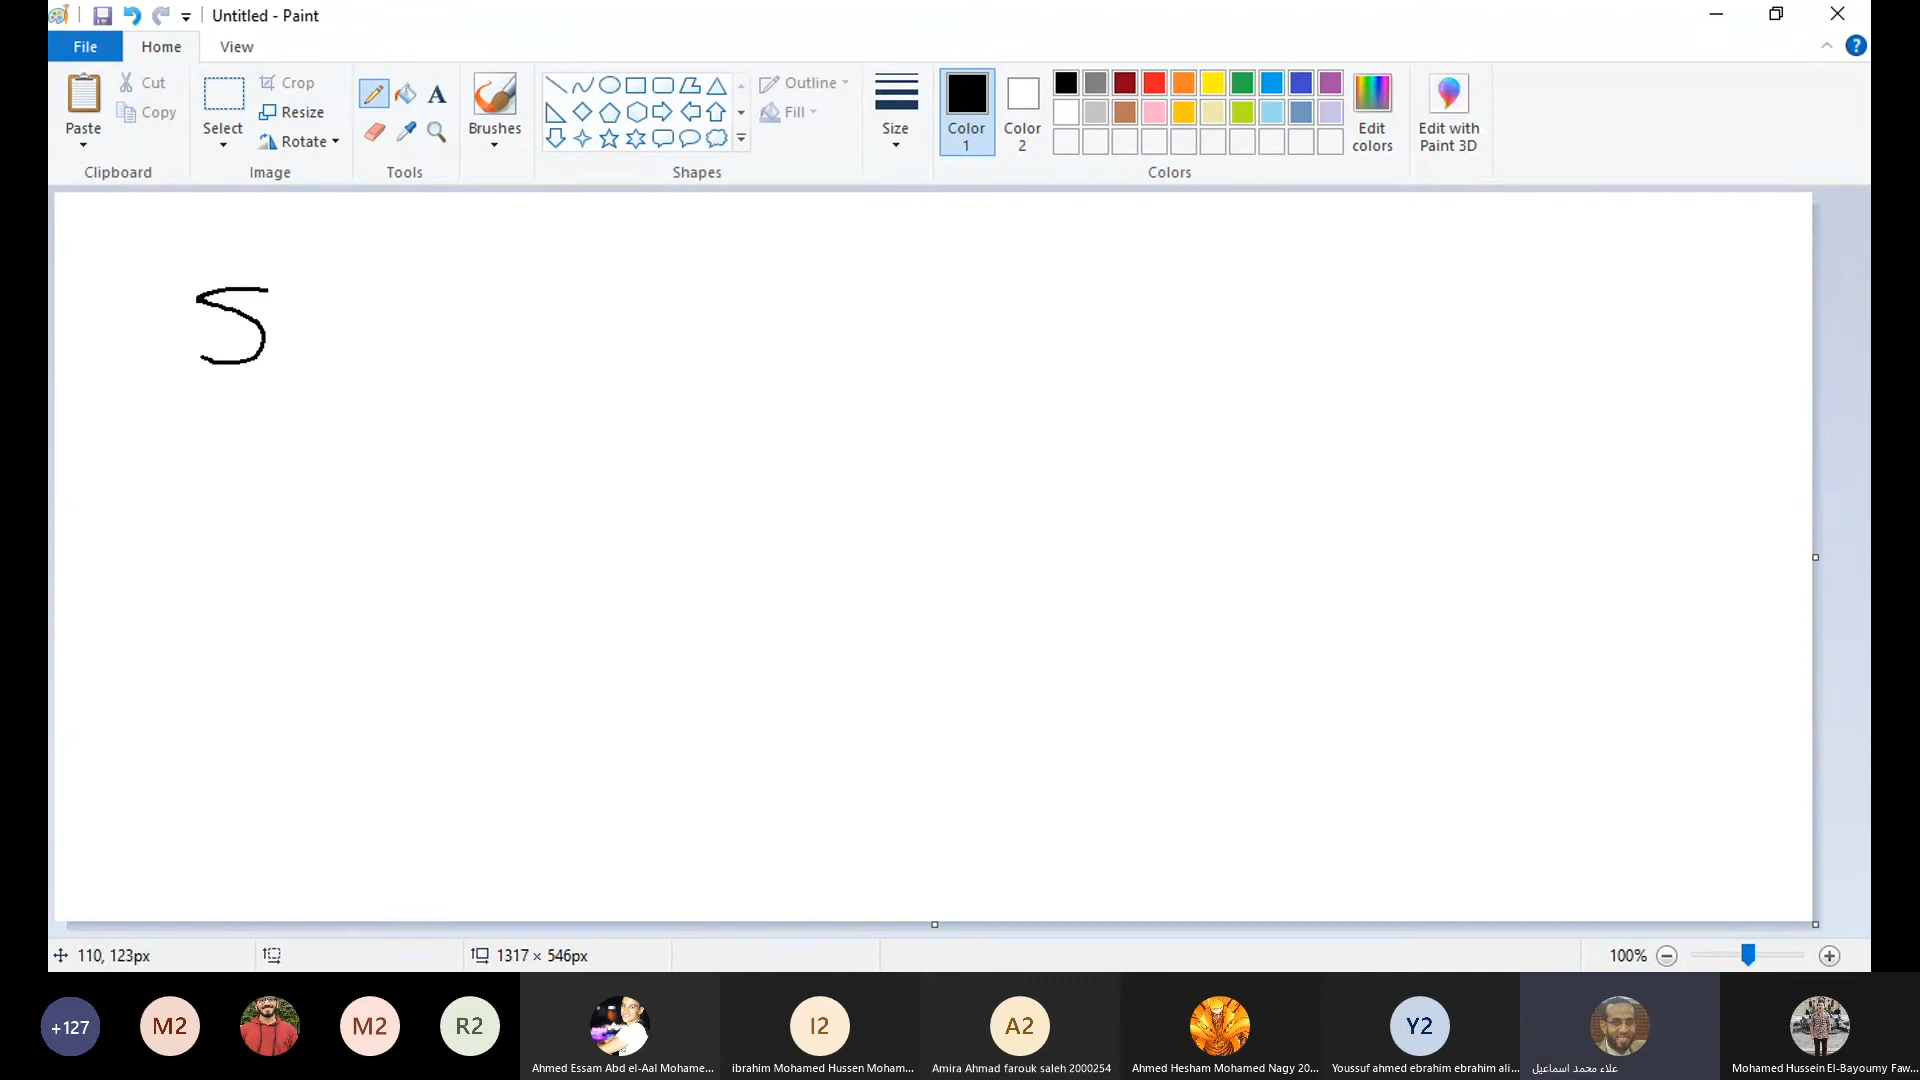 Untitled - Paint
File Home View
Paste
Cut
Copy
Clipboard
Select
Crop
Resize
Rotate
Image
A
Tools
Brushes
Shapes
Outline
Fill
Size
Color 1
Color 2
Edit colors
Colors
Edit with Paint 3D
?
S
110, 123px
1317 × 546px
100%
+127
M2
M2
R2
Ahmed Essam Abd el-Aal Mohame...
I2
ibrahim Mohamed Hussen Moham...
A2
Amira Ahmad farouk saleh 2000254
Ahmed Hesham Mohamed Nagy 20...
Y2
Youssuf ahmed ebrahim ebrahim ali...
علاء محمد اسماعيل
Mohamed Hussein El-Bayoumy Faw...